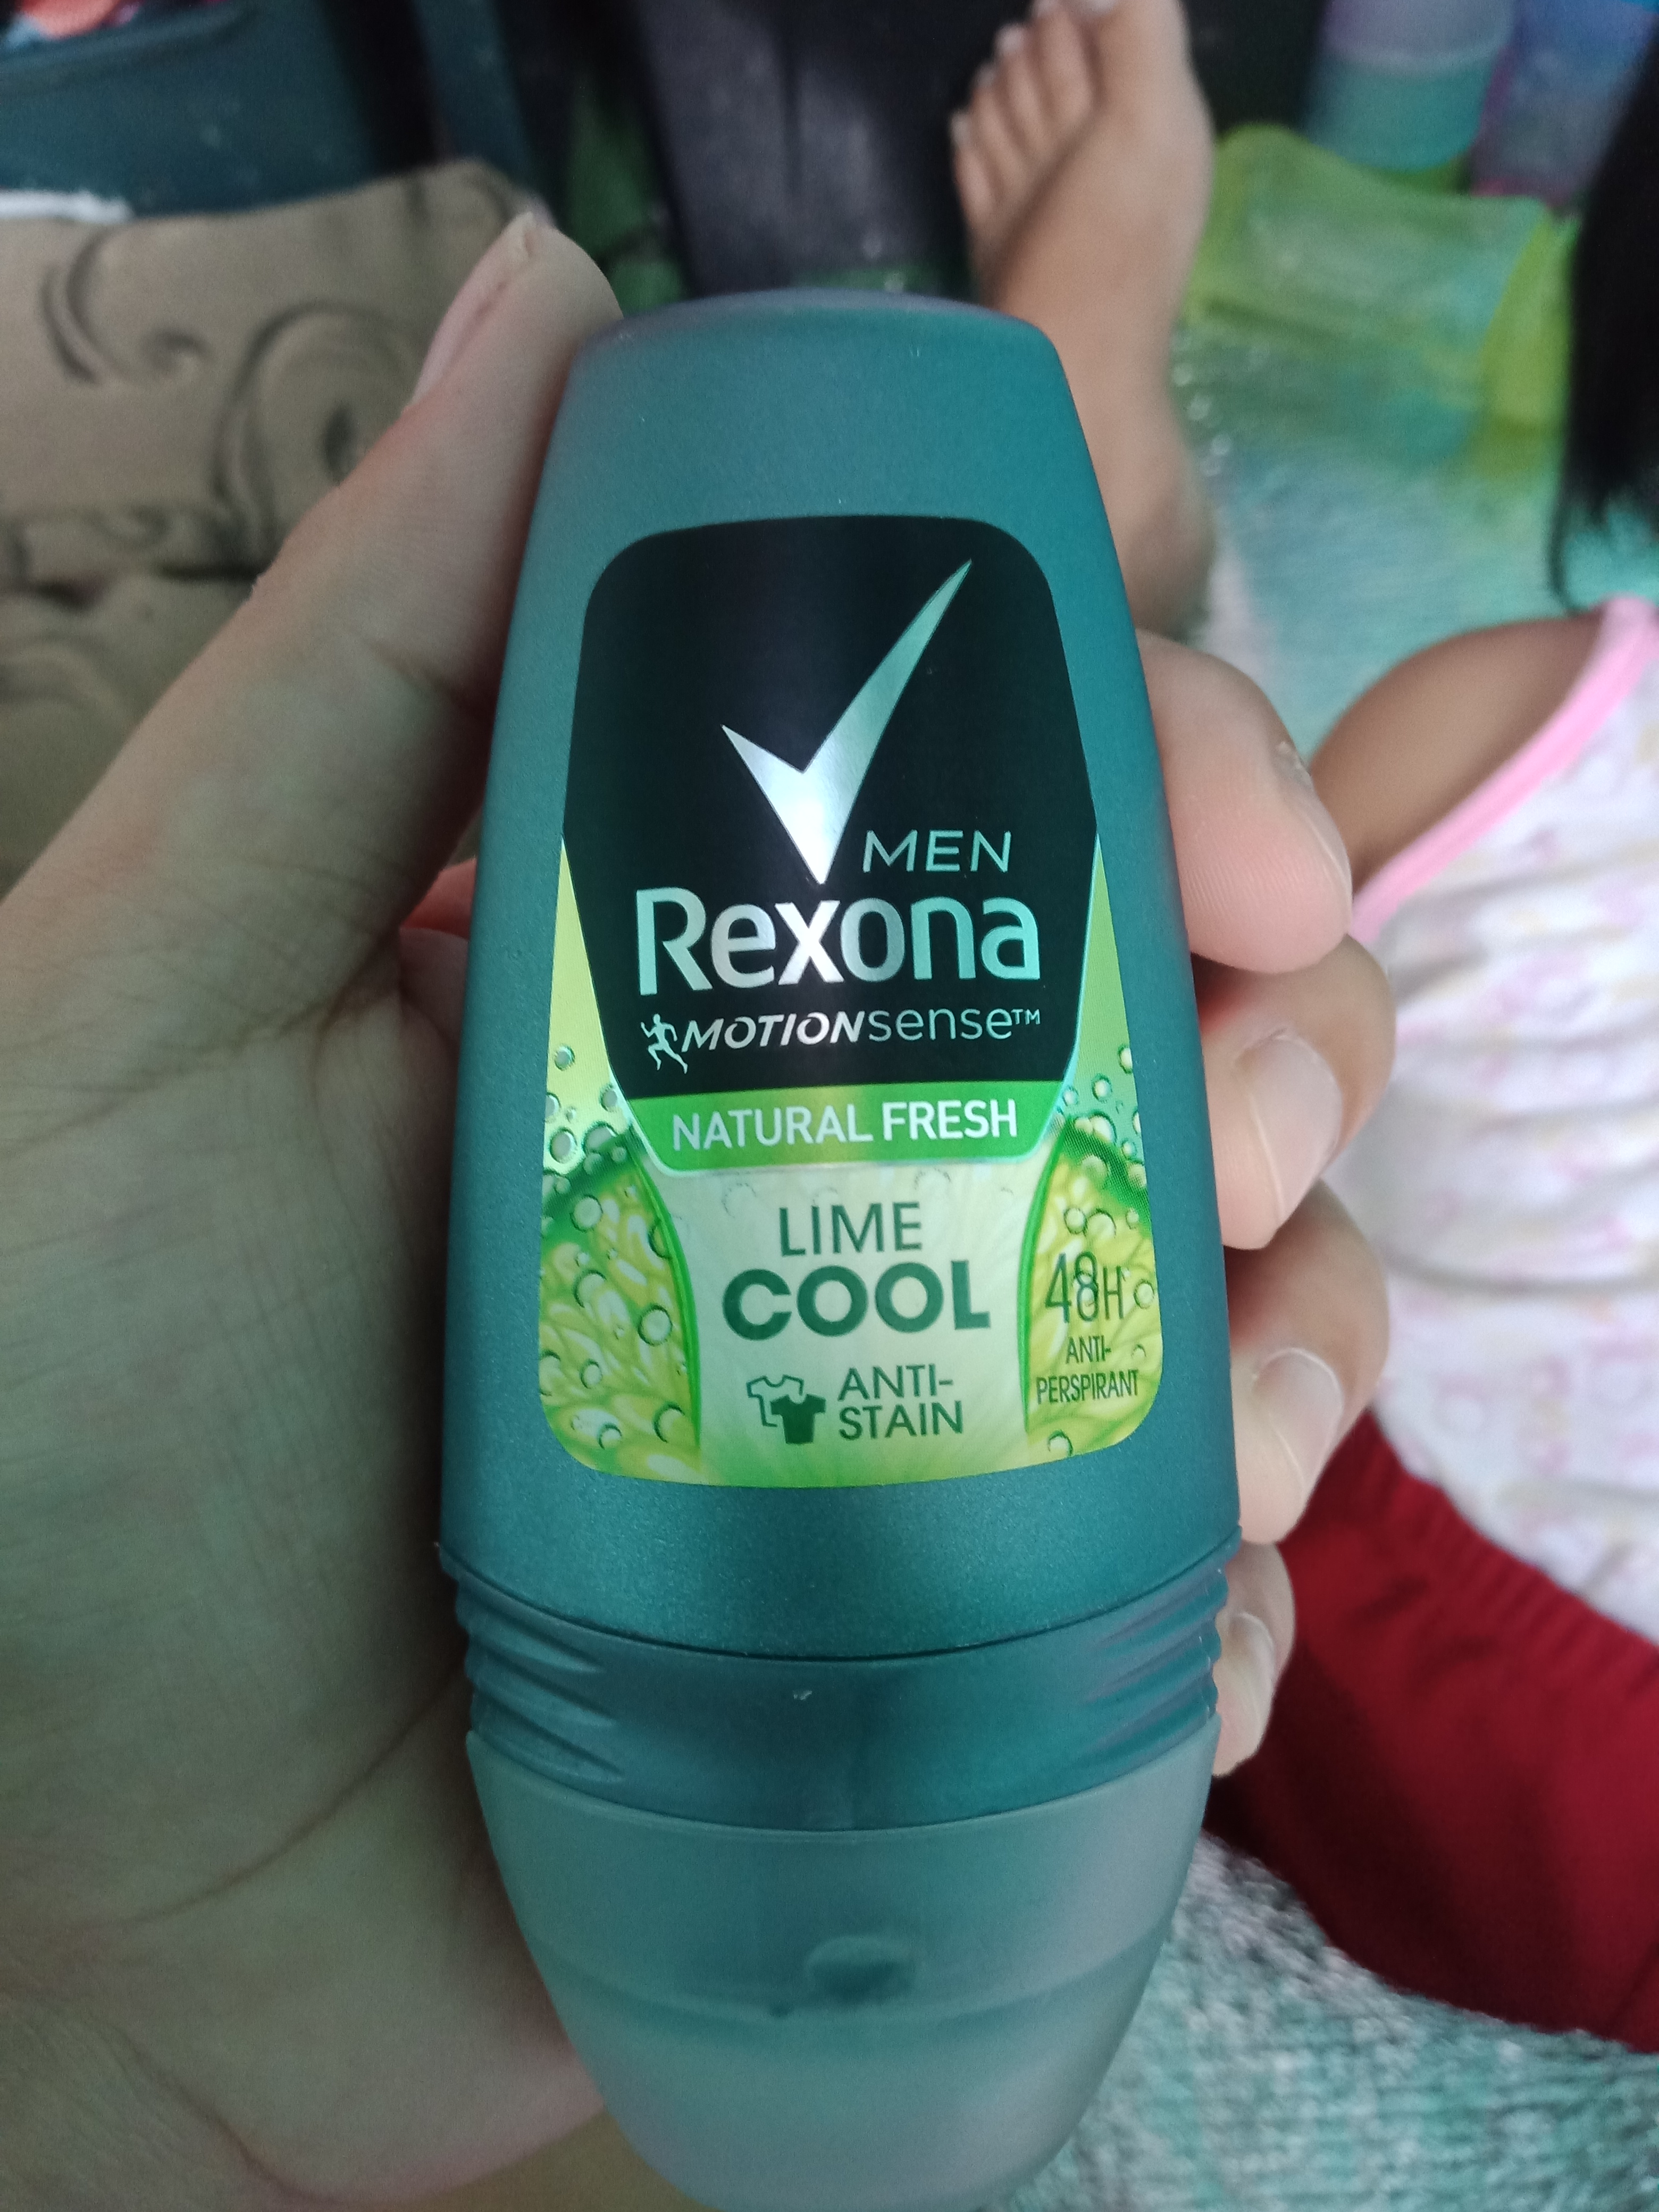 MEN
Rexona
MOTIONsense™
NATURAL FRESH
LIME
COOL
ANTI-
STAIN
48H
ANTI-
PERSPIRANT